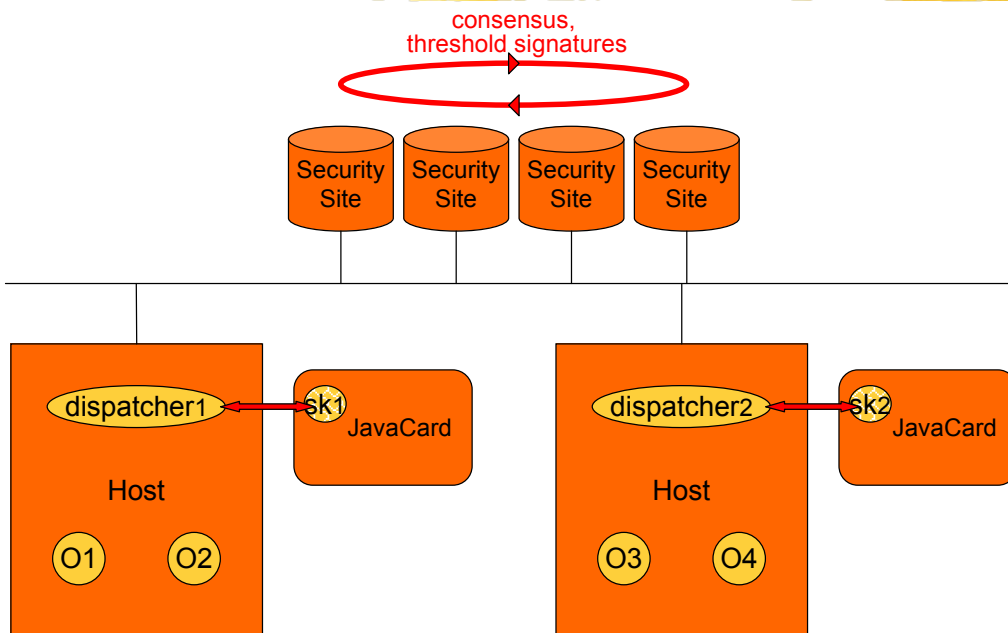 consensus,
threshold signatures
Security Site
Security Site
Security Site
Security Site
dispatcher1
sk1
JavaCard
Host
O1
O2
dispatcher2
sk2
JavaCard
Host
O3
O4